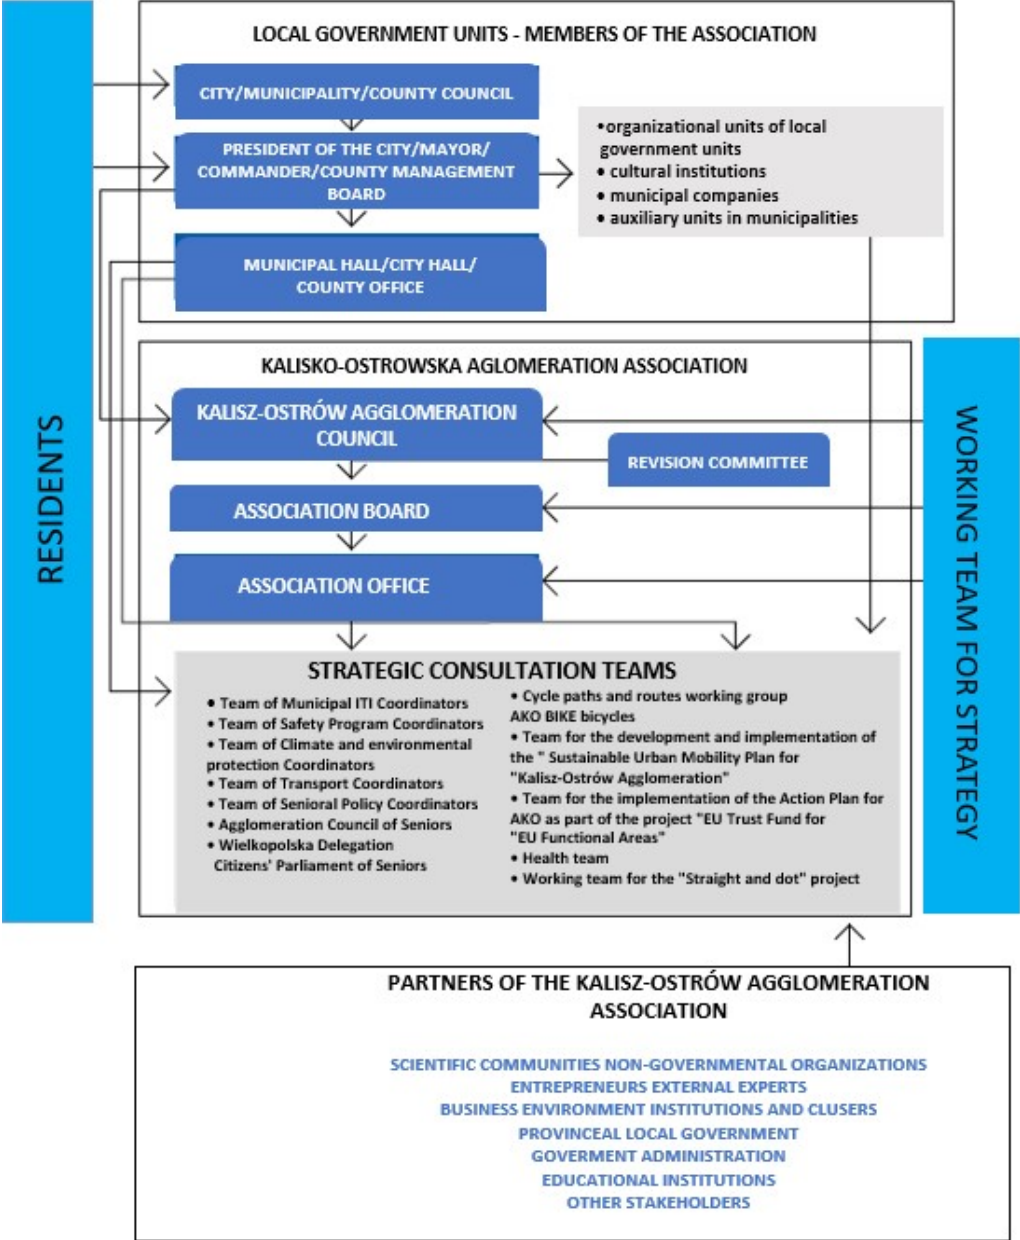 RESIDENTS
LOCAL GOVERNMENT UNITS - MEMBERS OF THE ASSOCIATION
CITY/MUNICIPALITY/COUNTY COUNCIL
PRESIDENT OF THE CITY/MAYOR/
COMMANDER/COUNTY MANAGEMENT
BOARD
•organizational units of local
government units
• cultural institutions
• municipal companies
• auxiliary units in municipalities
MUNICIPAL HALL/CITY HALL/
COUNTY OFFICE
KALISKO-OSTROWSKA AGLOMERATION ASSOCIATION
KALISZ-OSTRÓW AGGLOMERATION
COUNCIL
REVISION COMMITTEE
ASSOCIATION BOARD
ASSOCIATION OFFICE
WORKING TEAM FOR STRATEGY
STRATEGIC CONSULTATION TEAMS
• Team of Municipal ITI Coordinators
• Team of Safety Program Coordinators
• Team of Climate and environmental
protection Coordinators
• Team of Transport Coordinators
• Team of Senioral Policy Coordinators
• Agglomeration Council of Seniors
• Wielkopolska Delegation
Citizens' Parliament of Seniors
• Cycle paths and routes working group
AKO BIKE bicycles
• Team for the development and implementation of
the " Sustainable Urban Mobility Plan for
"Kalisz-Ostrów Agglomeration"
• Team for the implementation of the Action Plan for
AKO as part of the project "EU Trust Fund for
"EU Functional Areas"
• Health team
• Working team for the "Straight and dot" project
PARTNERS OF THE KALISZ-OSTRÓW AGGLOMERATION
ASSOCIATION
SCIENTIFIC COMMUNITIES NON-GOVERNMENTAL ORGANIZATIONS
ENTREPRENEURS EXTERNAL EXPERTS
BUSINESS ENVIRONMENT INSTITUTIONS AND CLUSERS
PROVINCEAL LOCAL GOVERNMENT
GOVERMENT ADMINISTRATION
EDUCATIONAL INSTITUTIONS
OTHER STAKEHOLDERS